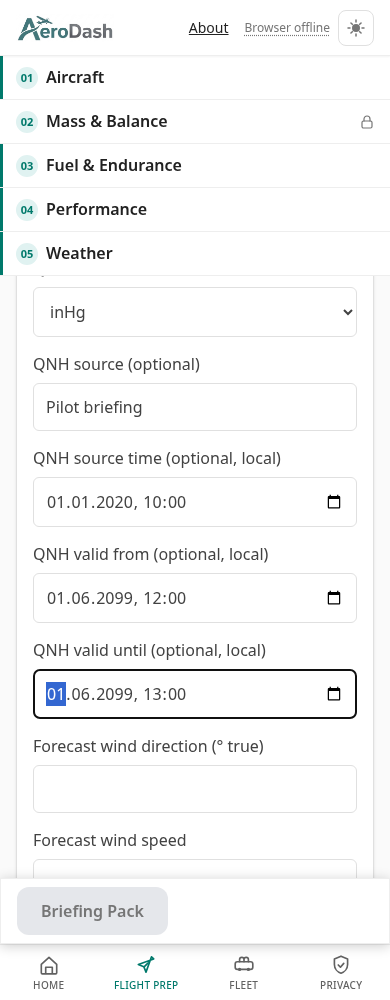 AeroDash
About
Browser offline
01 Aircraft
02 Mass & Balance
03 Fuel & Endurance
04 Performance
05 Weather
inHg
QNH source (optional)
Pilot briefing
QNH source time (optional, local)
01.01.2020, 10:00
QNH valid from (optional, local)
01.06.2099, 12:00
QNH valid until (optional, local)
01.06.2099, 13:00
Forecast wind direction (° true)
Forecast wind speed
Briefing Pack
HOME
FLIGHT PREP
FLEET
PRIVACY